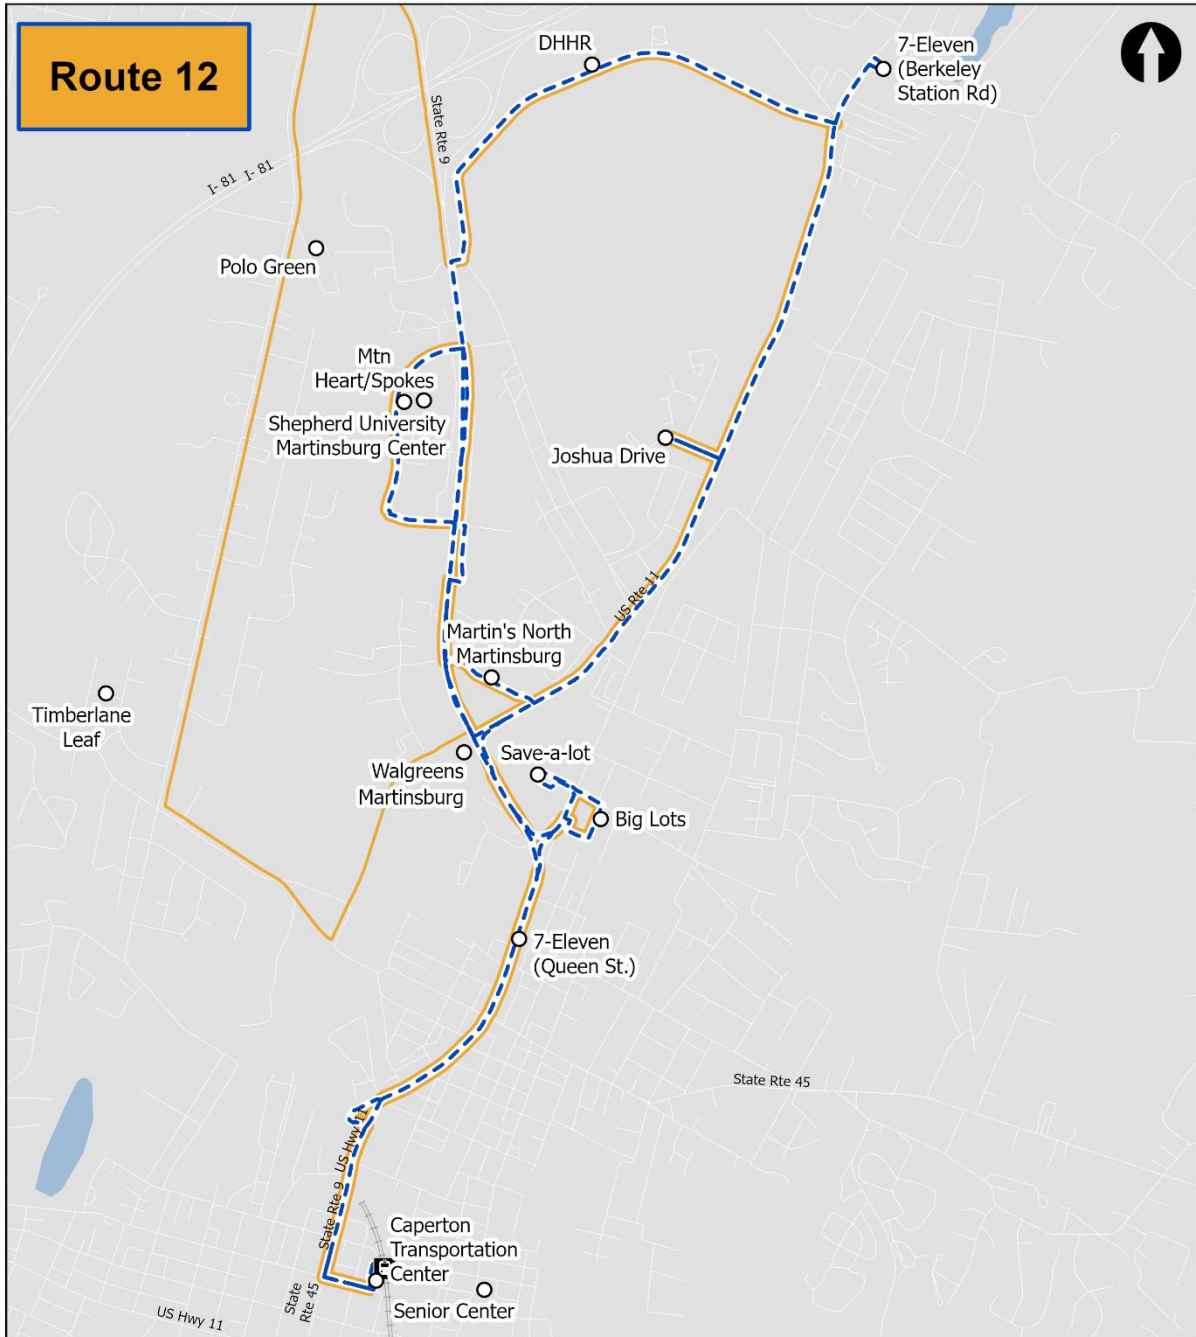 Route 12
DHHR
7-Eleven
(Berkeley
Station Rd)
State Rte 9
I- 81 I- 81
Polo Green
Mtn
Heart/Spokes
Shepherd University
Martinsburg Center
Joshua Drive
US Rte 11
Martin's North
Martinsburg
Timberlane
Leaf
Walgreens
Martinsburg
Save-a-lot
Big Lots
7-Eleven
(Queen St.)
State Rte 45
State Rte 9 US Hwy 11
Caperton
Transportation
Center
Senior Center
State
Rte 45
US Hwy 11